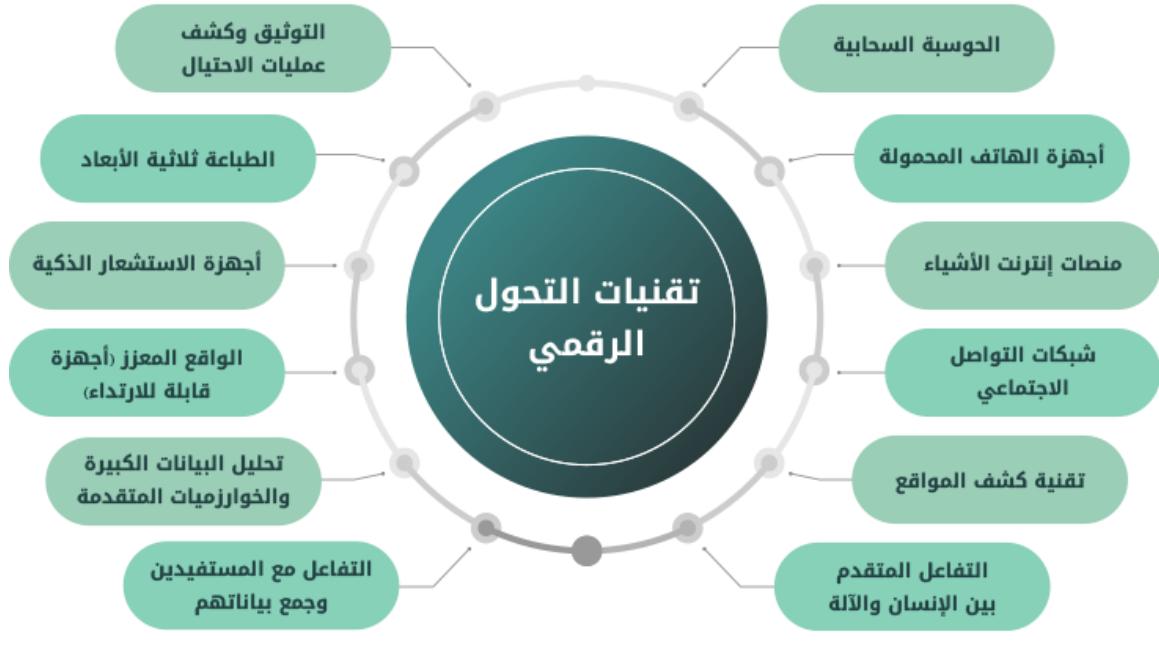 تقنيات التحول
الرقمي
الحوسبة السحابية
أجهزة الهاتف المحمولة
منصات إنترنت الأشياء
شبكات التواصل
الاجتماعي
تقنية كشف المواقع
التفاعل المتقدم
بين الإنسان والآلة
التوثيق وكشف
عمليات الاحتيال
الطباعة ثلاثية الأبعاد
أجهزة الاستشعار الذكية
الواقع المعزز (أجهزة
قابلة للارتداء)
تحليل البيانات الكبيرة
والخوارزميات المتقدمة
التفاعل مع المستفيدين
وجمع بياناتهم